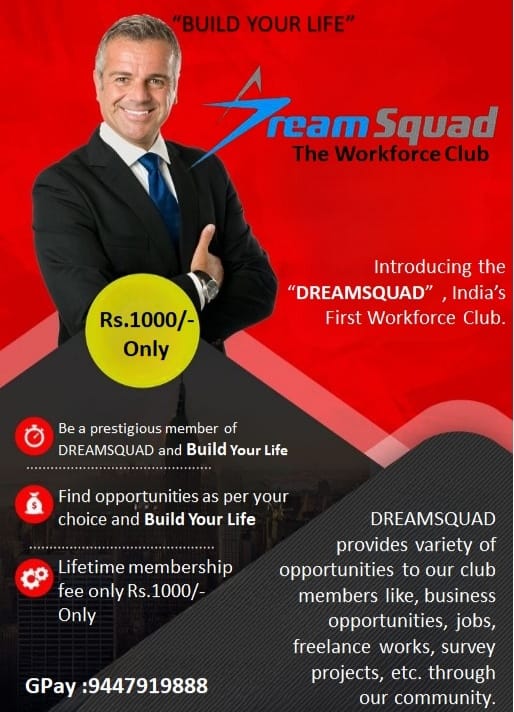 “BUILD YOUR LIFE”
Dream Squad
The Workforce Club
Introducing the
“DREAMSQUAD” , India’s
First Workforce Club.
Rs.1000/-
Only
Be a prestigious member of
DREAMSQUAD and Build Your Life
Find opportunities as per your
choice and Build Your Life
Lifetime membership
fee only Rs.1000/-
Only
DREAMSQUAD
provides variety of
opportunities to our club
members like, business
opportunities, jobs,
freelance works, survey
projects, etc. through
our community.
GPay :9447919888